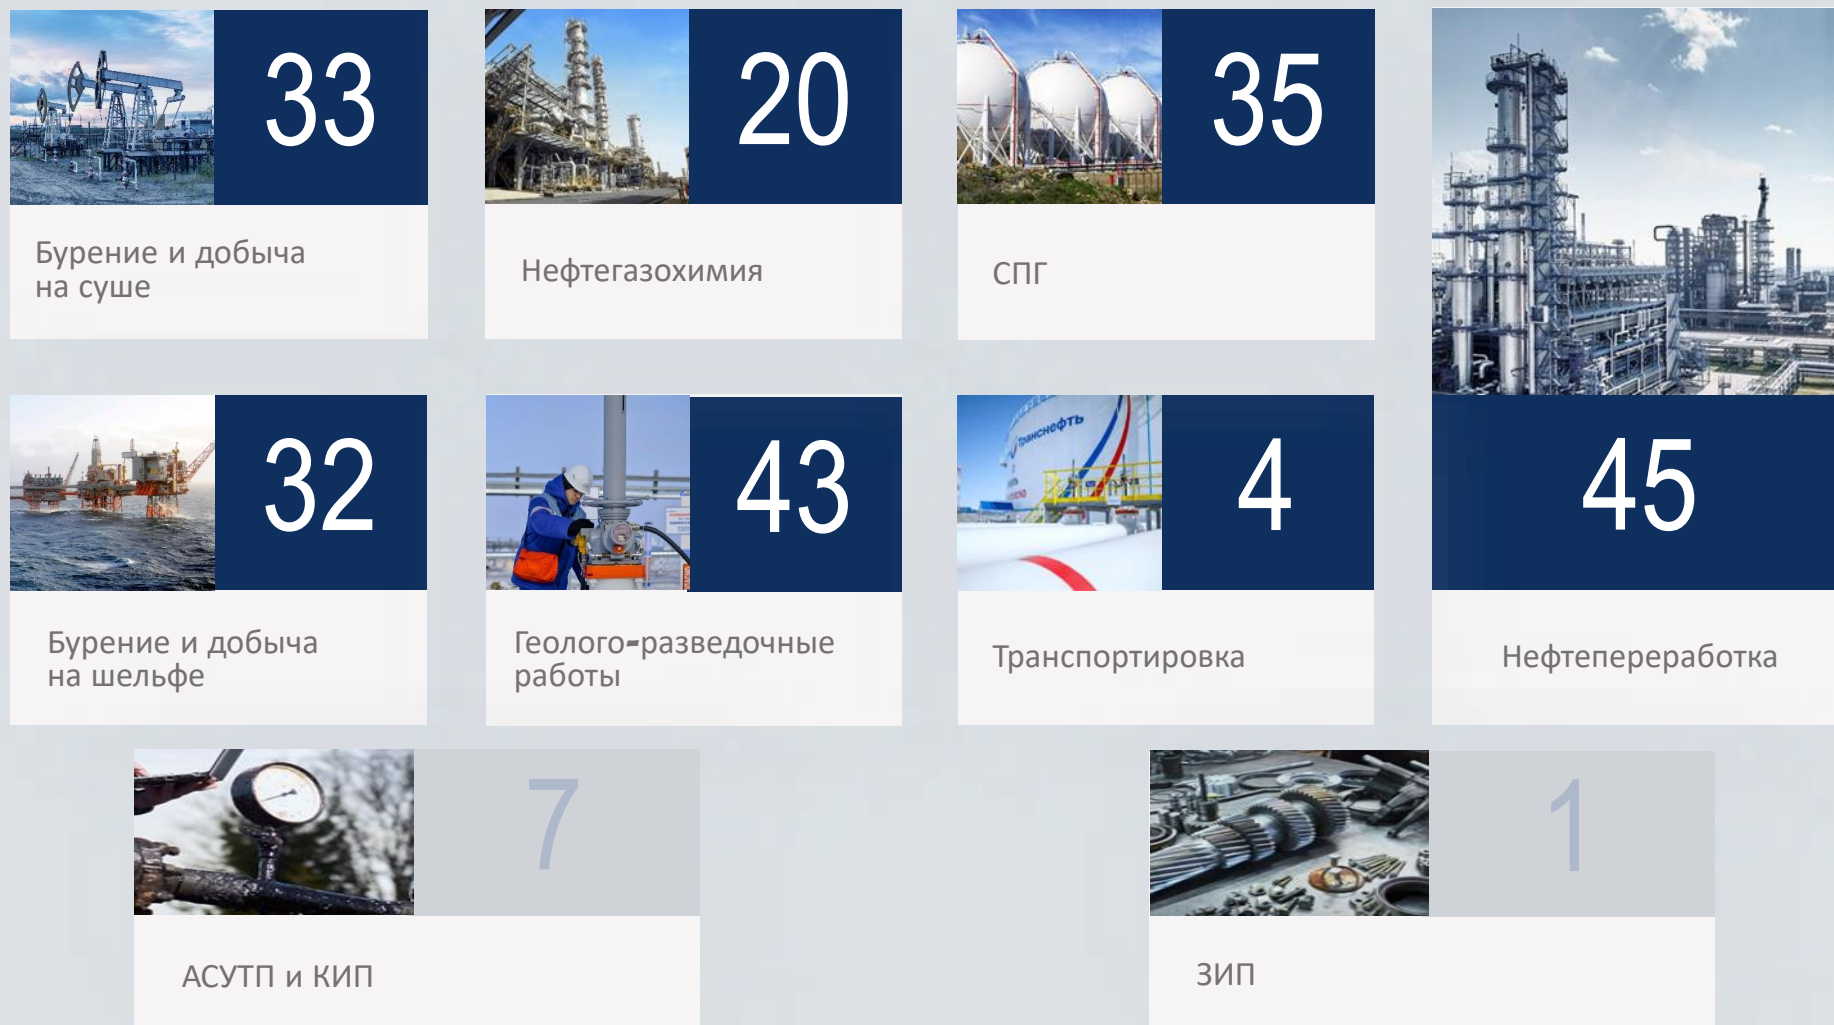 33
Бурение и добыча
на суше
20
Нефтегазохимия
35
СПГ
32
Бурение и добыча
на шельфе
43
Геолого-разведочные
работы
Транснефть
4
Транспортировка
45
Нефтепереработка
7
АСУТП и КИП
1
ЗИП